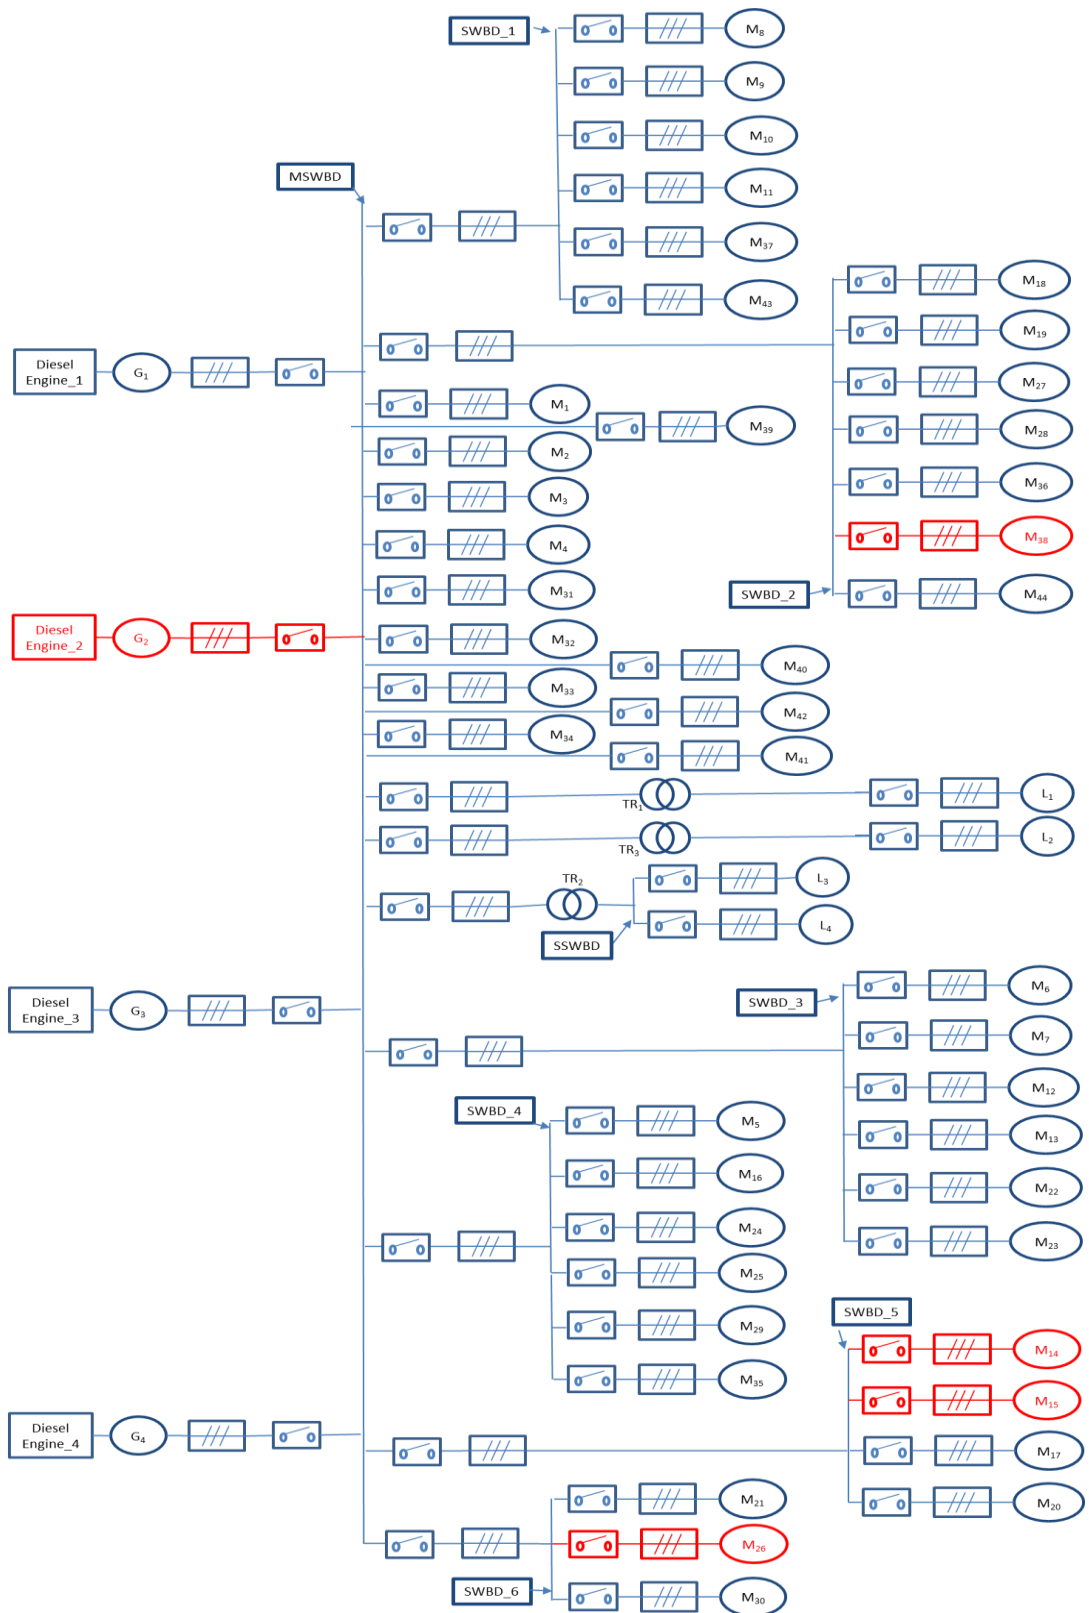 SWBD_1
M8
M9
M10
M11
M37
M43
MSWBD
M18
M19
M27
M28
M36
M38
M44
SWBD_2
Diesel
Engine_1
G1
M1
M39
M2
M3
M4
M31
Diesel
Engine_2
G2
M32
M40
M33
M42
M34
M41
TR1
L1
TR3
L2
TR2
L3
L4
SSWBD
Diesel
Engine_3
G3
SWBD_3
M6
M7
M12
M13
M22
M23
SWBD_4
M5
M16
M24
M25
M29
M35
SWBD_5
M14
M15
M17
M20
Diesel
Engine_4
G4
M21
M26
SWBD_6
M30